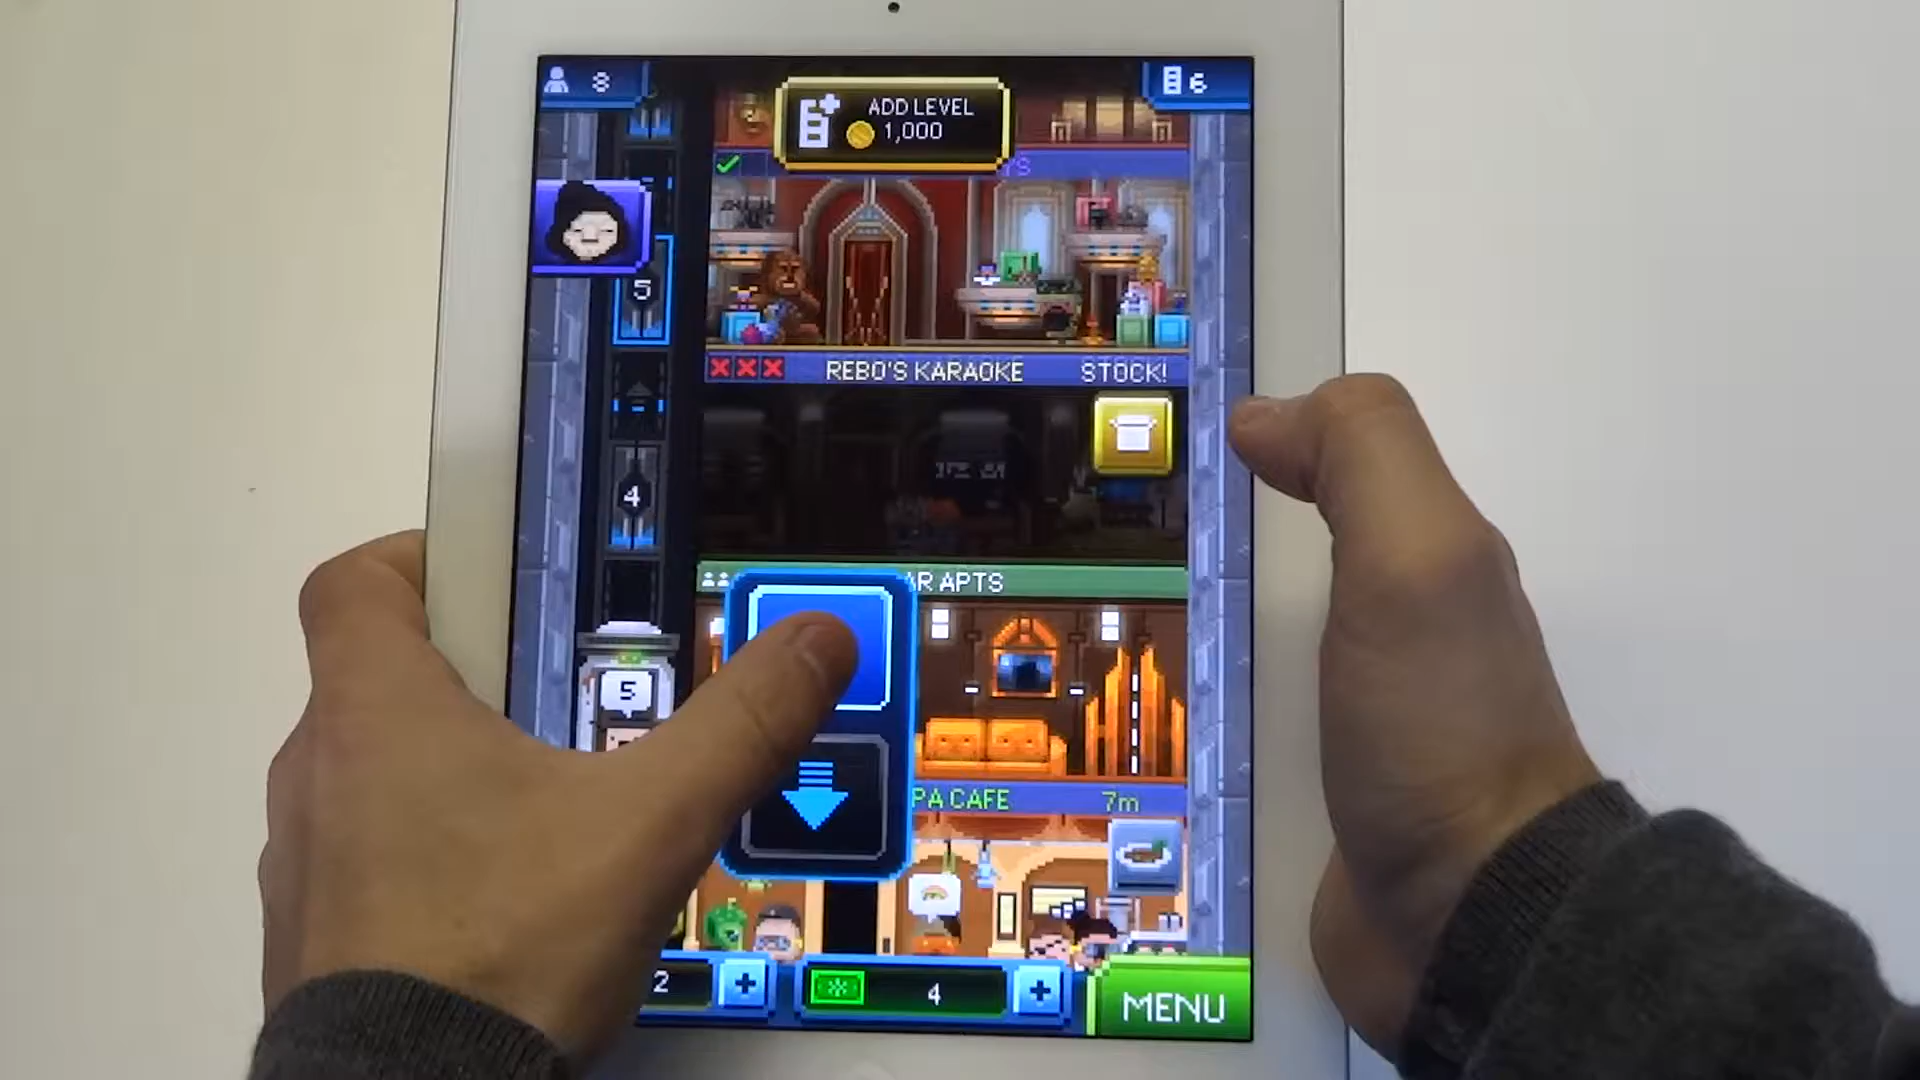 8
ADD LEVEL
1,000
6
YS
5
REBO'S KARAOKE STOCK!
4
AR APTS
5
PA CAFE 7m
2
4
MENU